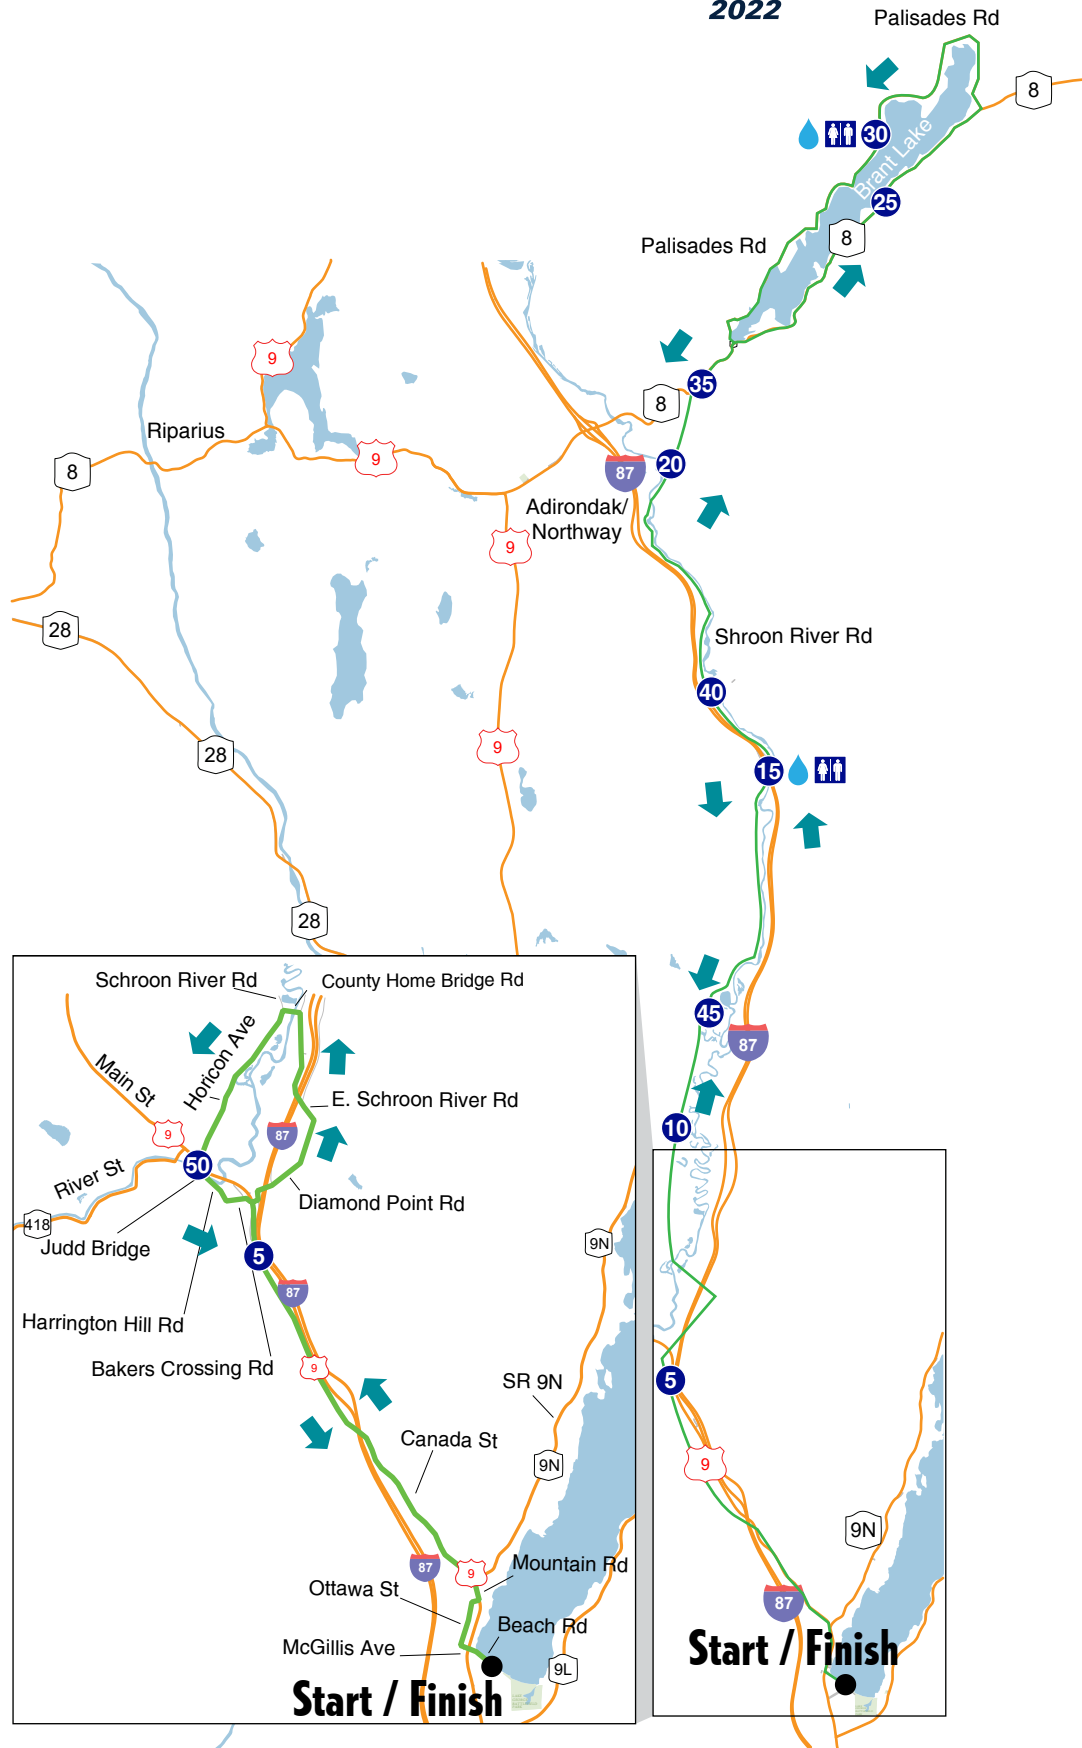 2022
Palisades Rd
8
30
Brant Lake
25
8
Palisades Rd
9
35
8
Riparius
9
8
20
87
Adirondak/
Northway
9
28
Shroon River Rd
40
9
28
15
28
Schroon River Rd
County Home Bridge Rd
45
87
Horicon Ave
Main St
E. Schroon River Rd
9
87
10
50
River St
Diamond Point Rd
418
Judd Bridge
5
9N
87
Harrington Hill Rd
Bakers Crossing Rd
9
SR 9N
5
Canada St
9N
9
9N
87
9
Mountain Rd
Ottawa St
87
Beach Rd
McGillis Ave
9L
Start / Finish
Start / Finish